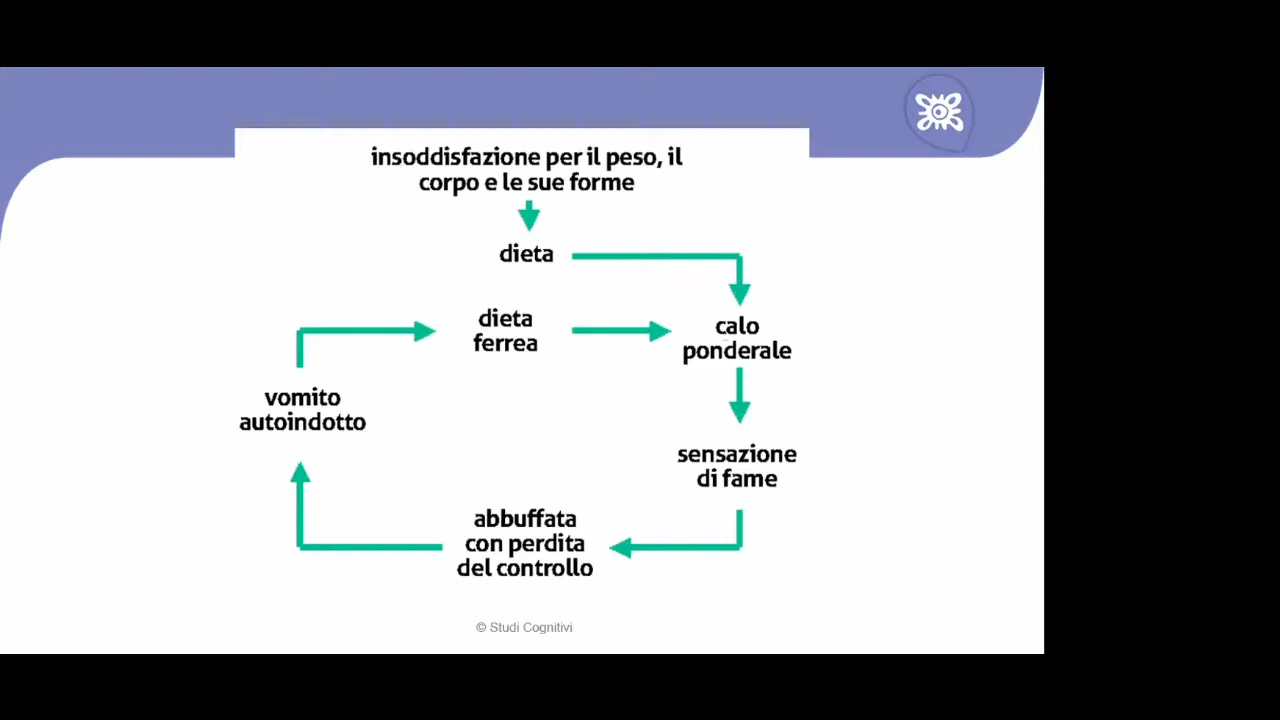 insoddisfazione per il peso, il
corpo e le sue forme
dieta
dieta
ferrea
calo
ponderale
vomito
autoindotto
sensazione
di fame
abbuffata
con perdita
del controllo
© Studi Cognitivi